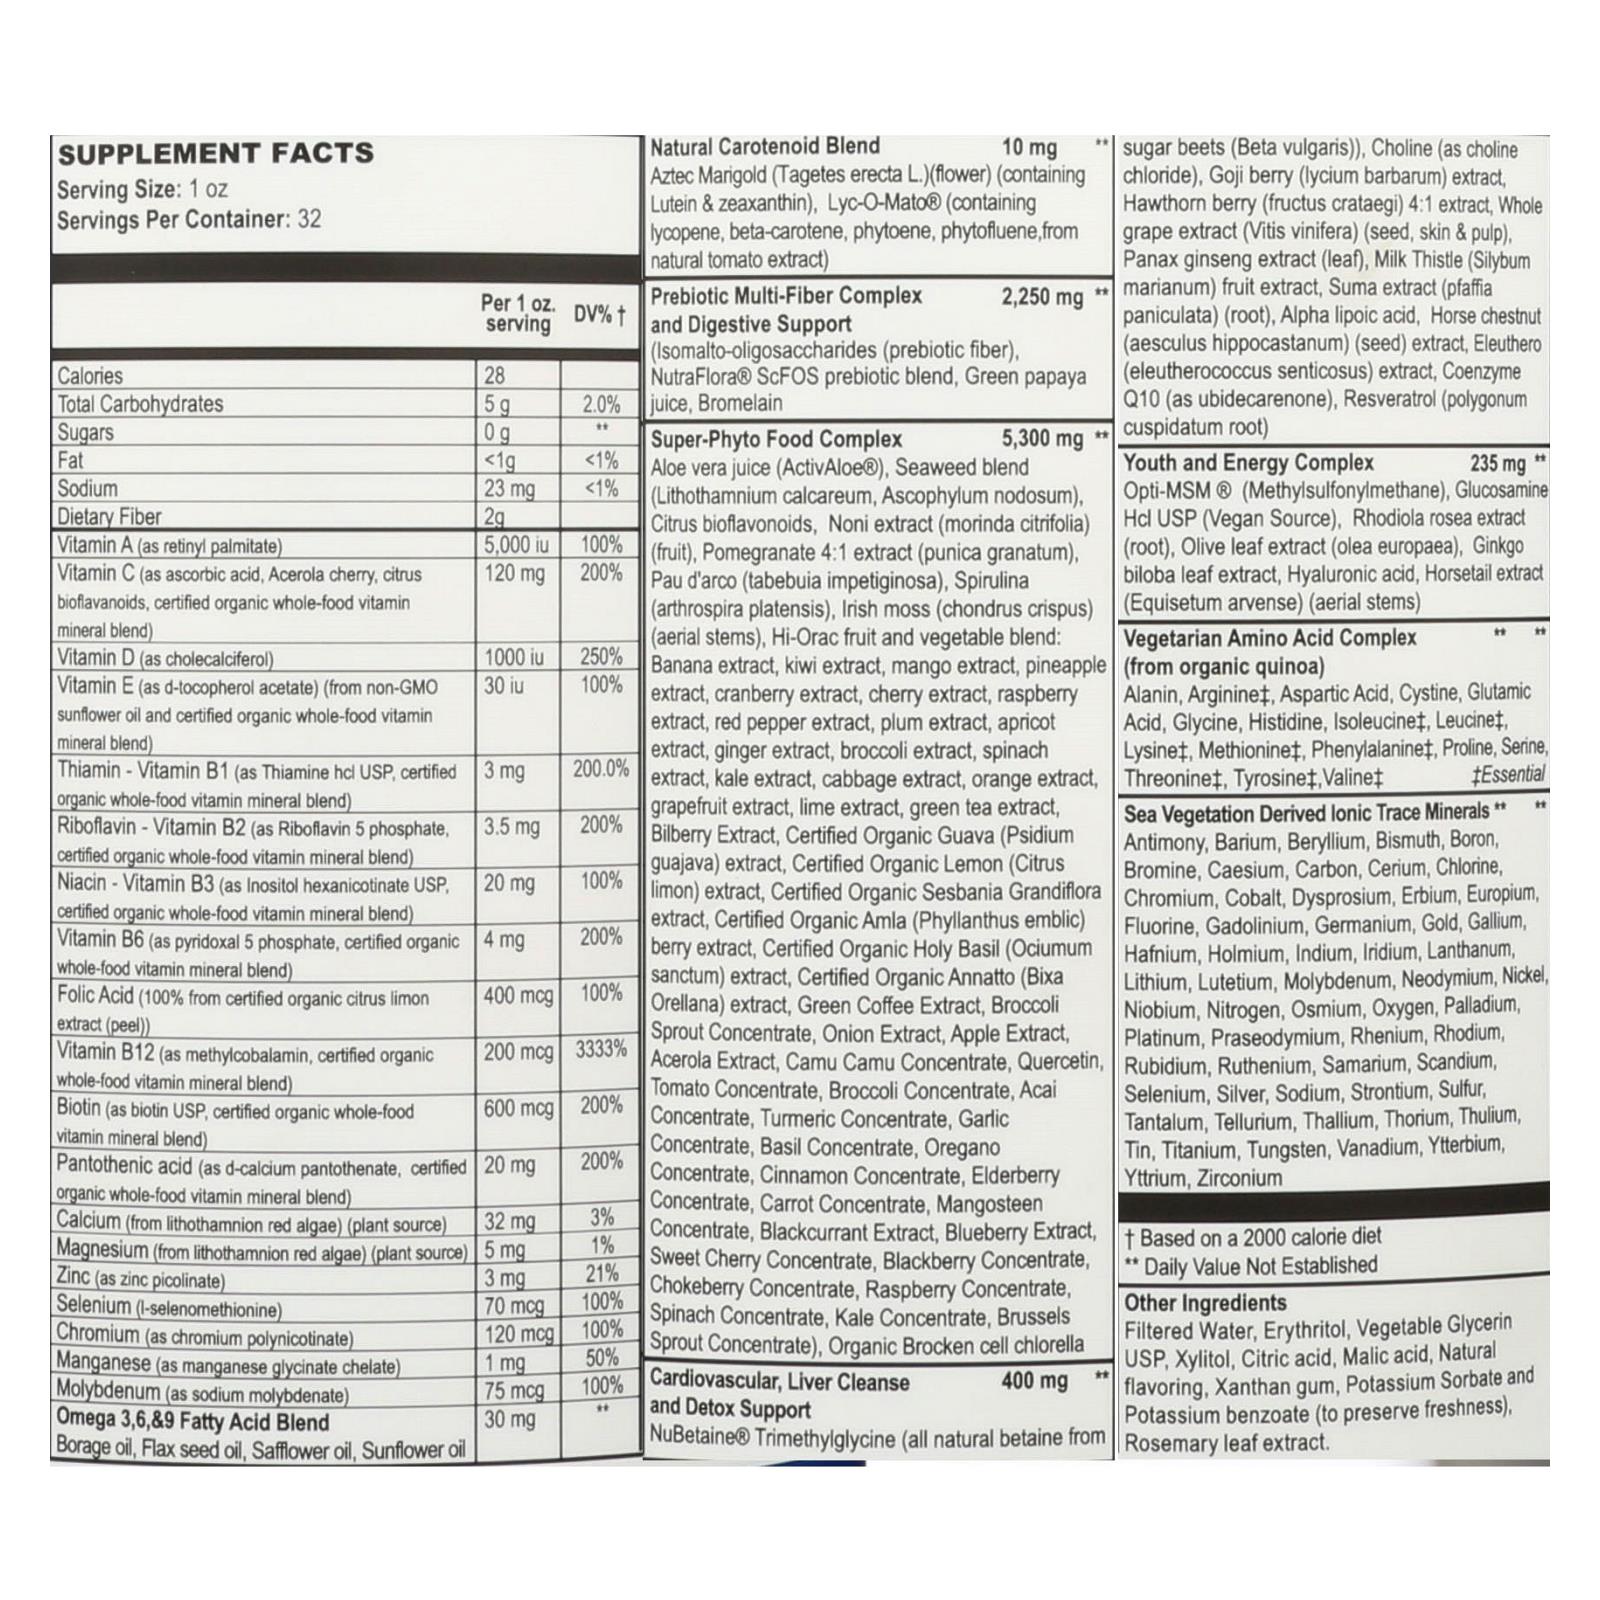 SUPPLEMENT FACTS
Serving Size: 1 oz
Servings Per Container: 32
Per 1 oz. serving DV% †
Calories 28
Total Carbohydrates 5 g 2.0%
Sugars 0 g **
Fat <1g <1%
Sodium 23 mg <1%
Dietary Fiber 2g
Vitamin A (as retinyl palmitate) 5,000 iu 100%
Vitamin C (as ascorbic acid, Acerola cherry, citrus 120 mg 200%
bioflavanoids, certified organic whole-food vitamin
mineral blend)
Vitamin D (as cholecalciferol) 1000 iu 250%
Vitamin E (as d-tocopherol acetate) (from non-GMO 30 iu 100%
sunflower oil and certified organic whole-food vitamin
mineral blend)
Thiamin - Vitamin B1 (as Thiamine hcl USP, certified 3 mg 200.0%
organic whole-food vitamin mineral blend)
Riboflavin - Vitamin B2 (as Riboflavin 5 phosphate, 3.5 mg 200%
certified organic whole-food vitamin mineral blend)
Niacin - Vitamin B3 (as Inositol hexanicotinate USP, 20 mg 100%
certified organic whole-food vitamin mineral blend)
Vitamin B6 (as pyridoxal 5 phosphate, certified organic 4 mg 200%
whole-food vitamin mineral blend)
Folic Acid (100% from certified organic citrus limon 400 mcg 100%
extract (peel))
Vitamin B12 (as methylcobalamin, certified organic 200 mcg 3333%
whole-food vitamin mineral blend)
Biotin (as biotin USP, certified organic whole-food 600 mcg 200%
vitamin mineral blend)
Pantothenic acid (as d-calcium pantothenate, certified 20 mg 200%
organic whole-food vitamin mineral blend)
Calcium (from lithothamnion red algae) (plant source) 32 mg 3%
Magnesium (from lithothamnion red algae) (plant source) 5 mg 1%
Zinc (as zinc picolinate) 3 mg 21%
Selenium (l-selenomethionine) 70 mcg 100%
Chromium (as chromium polynicotinate) 120 mcg 100%
Manganese (as manganese glycinate chelate) 1 mg 50%
Molybdenum (as sodium molybdenate) 75 mcg 100%
Omega 3,6,&9 Fatty Acid Blend 30 mg **
Borage oil, Flax seed oil, Safflower oil, Sunflower oil
Natural Carotenoid Blend 10 mg **
Aztec Marigold (Tagetes erecta L.)(flower) (containing
Lutein & zeaxanthin), Lyc-O-Mato® (containing
lycopene, beta-carotene, phytoene, phytofluene,from
natural tomato extract)
Prebiotic Multi-Fiber Complex 2,250 mg **
and Digestive Support
(Isomalto-oligosaccharides (prebiotic fiber),
NutraFlora® ScFOS prebiotic blend, Green papaya
juice, Bromelain
Super-Phyto Food Complex 5,300 mg **
Aloe vera juice (ActivAloe®), Seaweed blend
(Lithothamnium calcareum, Ascophylum nodosum),
Citrus bioflavonoids, Noni extract (morinda citrifolia)
(fruit), Pomegranate 4:1 extract (punica granatum),
Pau d'arco (tabebuia impetiginosa), Spirulina
(arthrospira platensis), Irish moss (chondrus crispus)
(aerial stems), Hi-Orac fruit and vegetable blend:
Banana extract, kiwi extract, mango extract, pineapple
extract, cranberry extract, cherry extract, raspberry
extract, red pepper extract, plum extract, apricot
extract, ginger extract, broccoli extract, spinach
extract, kale extract, cabbage extract, orange extract,
grapefruit extract, lime extract, green tea extract,
Bilberry Extract, Certified Organic Guava (Psidium
guajava) extract, Certified Organic Lemon (Citrus
limon) extract, Certified Organic Sesbania Grandiflora
extract, Certified Organic Amla (Phyllanthus emblic)
berry extract, Certified Organic Holy Basil (Ociumum
sanctum) extract, Certified Organic Annatto (Bixa
Orellana) extract, Green Coffee Extract, Broccoli
Sprout Concentrate, Onion Extract, Apple Extract,
Acerola Extract, Camu Camu Concentrate, Quercetin,
Tomato Concentrate, Broccoli Concentrate, Acai
Concentrate, Turmeric Concentrate, Garlic
Concentrate, Basil Concentrate, Oregano
Concentrate, Cinnamon Concentrate, Elderberry
Concentrate, Carrot Concentrate, Mangosteen
Concentrate, Blackcurrant Extract, Blueberry Extract,
Sweet Cherry Concentrate, Blackberry Concentrate,
Chokeberry Concentrate, Raspberry Concentrate,
Spinach Concentrate, Kale Concentrate, Brussels
Sprout Concentrate), Organic Brocken cell chlorella
Cardiovascular, Liver Cleanse 400 mg **
and Detox Support
NuBetaine® Trimethylglycine (all natural betaine from
sugar beets (Beta vulgaris)), Choline (as choline
chloride), Goji berry (lycium barbarum) extract,
Hawthorn berry (fructus crataegi) 4:1 extract, Whole
grape extract (Vitis vinifera) (seed, skin & pulp),
Panax ginseng extract (leaf), Milk Thistle (Silybum
marianum) fruit extract, Suma extract (pfaffia
paniculata) (root), Alpha lipoic acid, Horse chestnut
(aesculus hippocastanum) (seed) extract, Eleuthero
(eleutherococcus senticosus) extract, Coenzyme
Q10 (as ubidecarenone), Resveratrol (polygonum
cuspidatum root)
Youth and Energy Complex 235 mg **
Opti-MSM ® (Methylsulfonylmethane), Glucosamine
Hcl USP (Vegan Source), Rhodiola rosea extract
(root), Olive leaf extract (olea europaea), Ginkgo
biloba leaf extract, Hyaluronic acid, Horsetail extract
(Equisetum arvense) (aerial stems)
Vegetarian Amino Acid Complex ** **
(from organic quinoa)
Alanin, Arginine‡, Aspartic Acid, Cystine, Glutamic
Acid, Glycine, Histidine, Isoleucine‡, Leucine‡,
Lysine‡, Methionine‡, Phenylalanine‡, Proline, Serine,
Threonine‡, Tyrosine‡,Valine‡ ‡Essential
Sea Vegetation Derived Ionic Trace Minerals ** **
Antimony, Barium, Beryllium, Bismuth, Boron,
Bromine, Caesium, Carbon, Cerium, Chlorine,
Chromium, Cobalt, Dysprosium, Erbium, Europium,
Fluorine, Gadolinium, Germanium, Gold, Gallium,
Hafnium, Holmium, Indium, Iridium, Lanthanum,
Lithium, Lutetium, Molybdenum, Neodymium, Nickel,
Niobium, Nitrogen, Osmium, Oxygen, Palladium,
Platinum, Praseodymium, Rhenium, Rhodium,
Rubidium, Ruthenium, Samarium, Scandium,
Selenium, Silver, Sodium, Strontium, Sulfur,
Tantalum, Tellurium, Thallium, Thorium, Thulium,
Tin, Titanium, Tungsten, Vanadium, Ytterbium,
Yttrium, Zirconium
† Based on a 2000 calorie diet
** Daily Value Not Established
Other Ingredients
Filtered Water, Erythritol, Vegetable Glycerin
USP, Xylitol, Citric acid, Malic acid, Natural
flavoring, Xanthan gum, Potassium Sorbate and
Potassium benzoate (to preserve freshness),
Rosemary leaf extract.